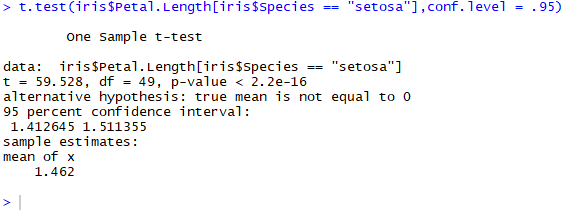 > t.test(iris$Petal.Length[iris$Species == "setosa"],conf.level = .95)
One Sample t-test
data:  iris$Petal.Length[iris$Species == "setosa"]
t = 59.528, df = 49, p-value < 2.2e-16
alternative hypothesis: true mean is not equal to 0
95 percent confidence interval:
1.412645 1.511355
sample estimates:
mean of x
1.462
>